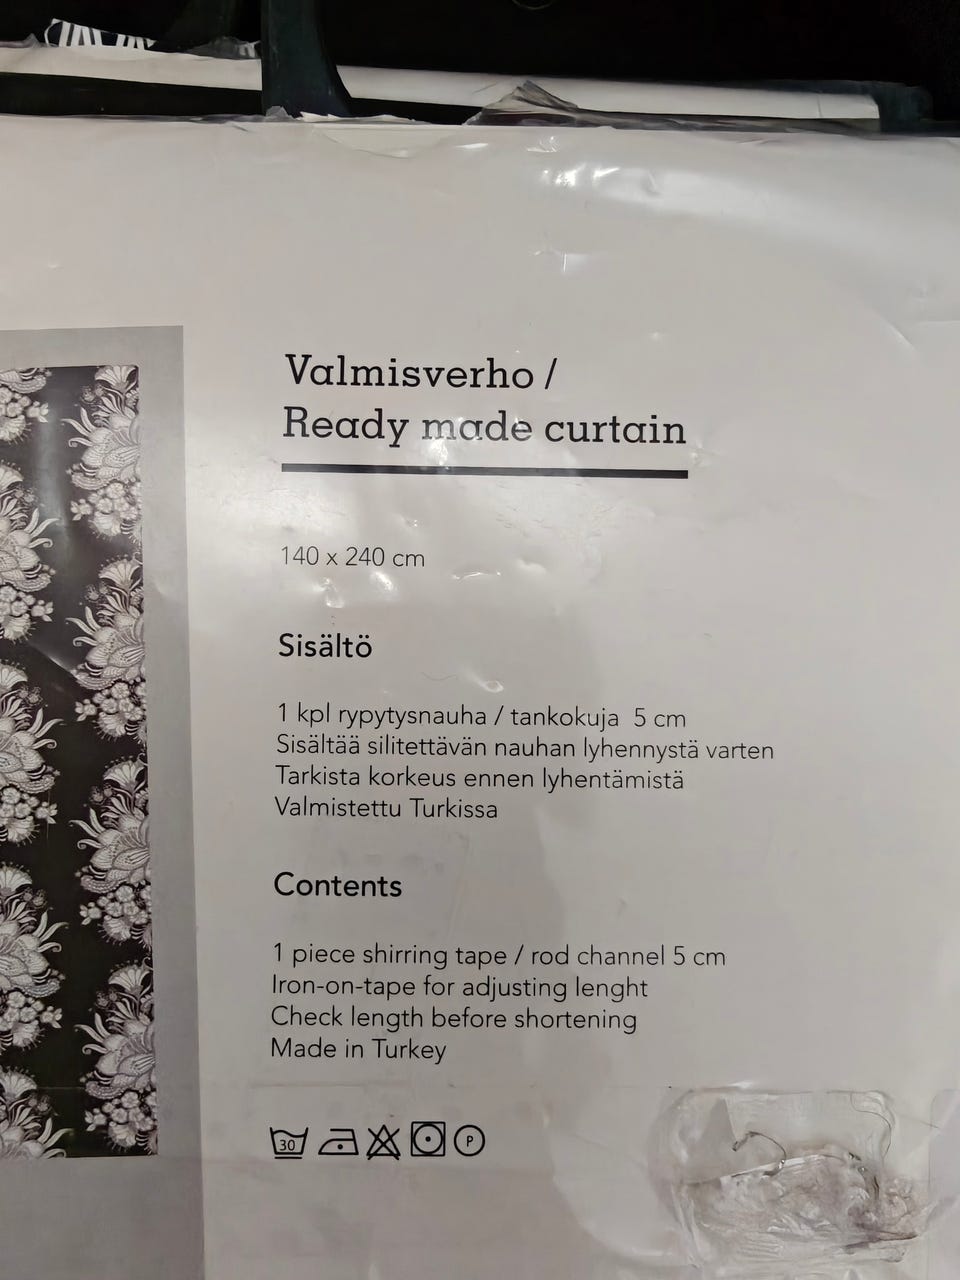 Valmisverho /
Ready made curtain
140 x 240 cm
Sisältö
1 kpl rypytysnauha / tankokuja 5 cm
Sisältää silitettävän nauhan lyhennystä varten
Tarkista korkeus ennen lyhentämistä
Valmistettu Turkissa
Contents
1 piece shirring tape / rod channel 5 cm
Iron-on-tape for adjusting lenght
Check length before shortening
Made in Turkey
30 P